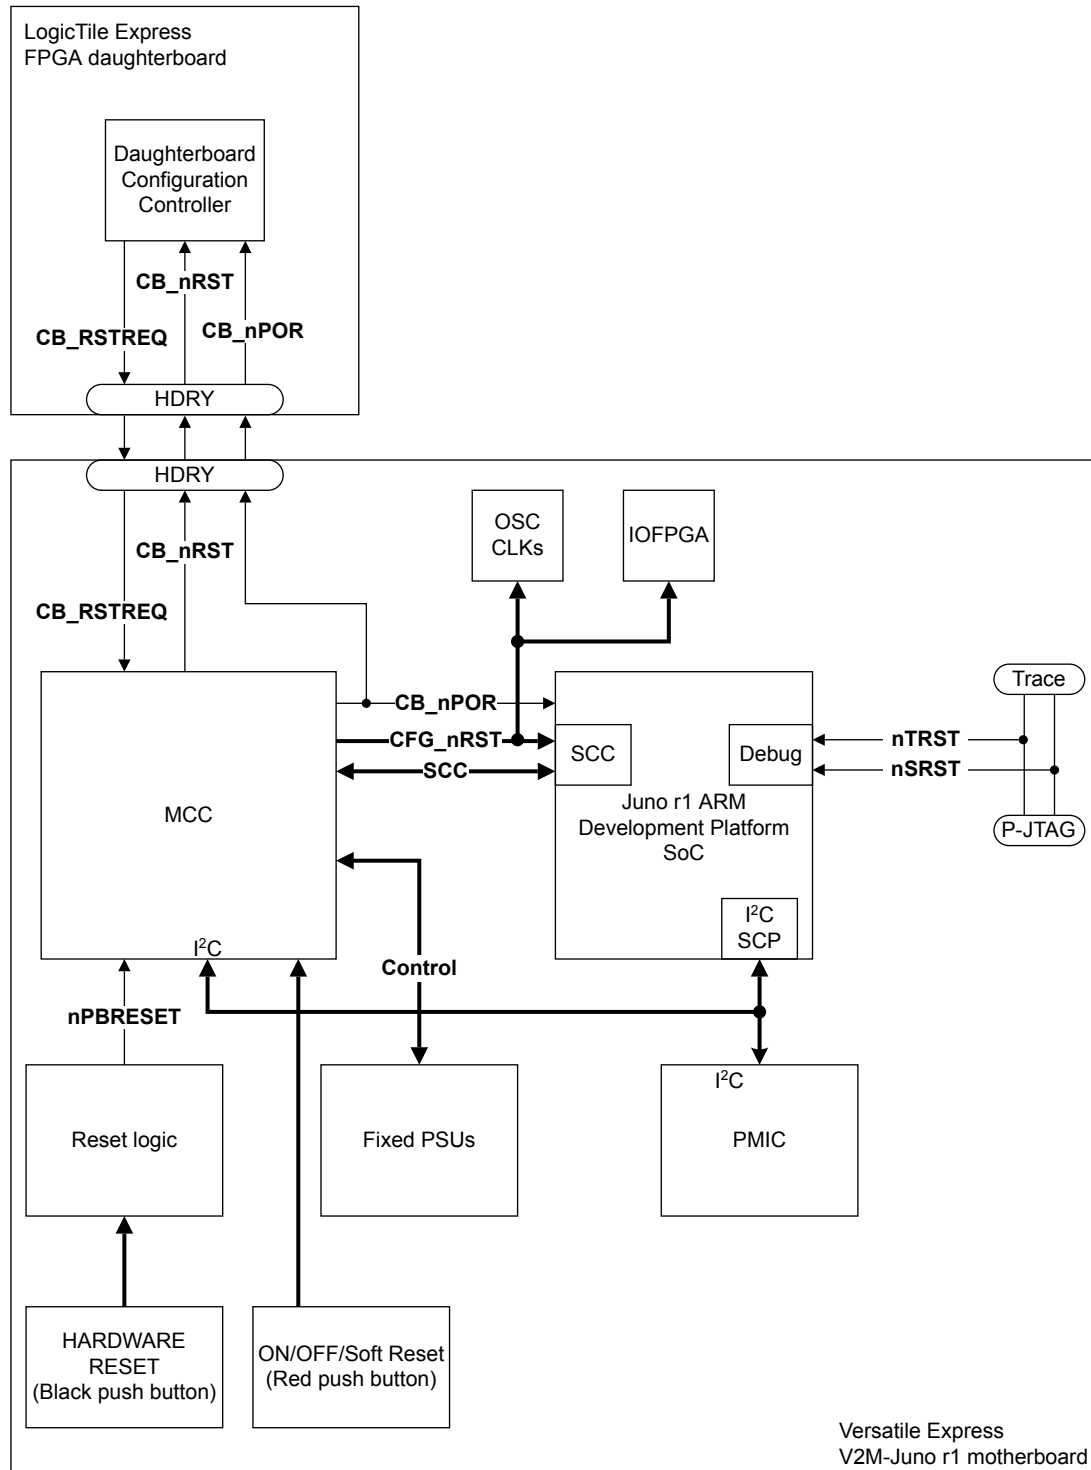 LogicTile Express
FPGA daughterboard
Daughterboard
Configuration
Controller
CB_nRST
CB_RSTREQ
CB_nPOR
HDRY
HDRY
OSC
CLKs
IOFPGA
CB_nRST
CB_RSTREQ
MCC
CB_nPOR
CFG_nRST
SCC
SCC
Debug
Juno r1 ARM
Development Platform
SoC
Trace
nTRST
nSRST
P-JTAG
I²C
SCP
I²C
Control
nPBRESET
Reset logic
Fixed PSUs
I²C
PMIC
HARDWARE
RESET
(Black push button)
ON/OFF/Soft Reset
(Red push button)
Versatile Express
V2M-Juno r1 motherboard